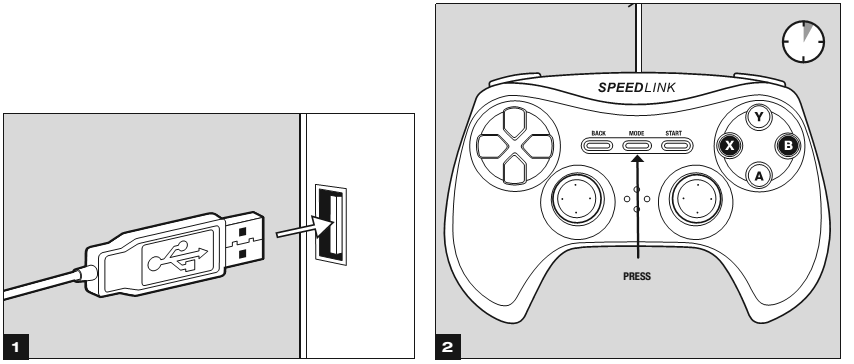 1
SPEEDLINK
BACK MODE START
Y
X B
A
PRESS
2